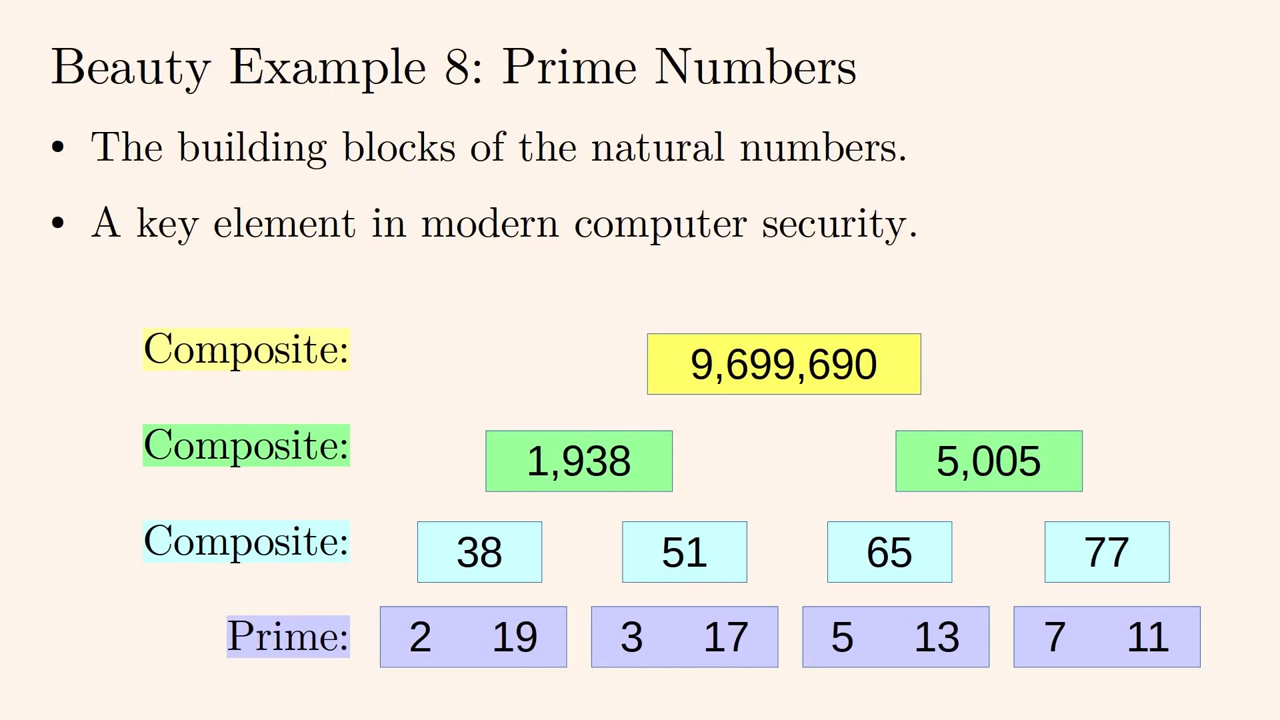 Beauty Example 8: Prime Numbers
• The building blocks of the natural numbers.
• A key element in modern computer security.
Composite: 9,699,690
Composite: 1,938 5,005
Composite: 38 51 65 77
Prime: 2 19 3 17 5 13 7 11